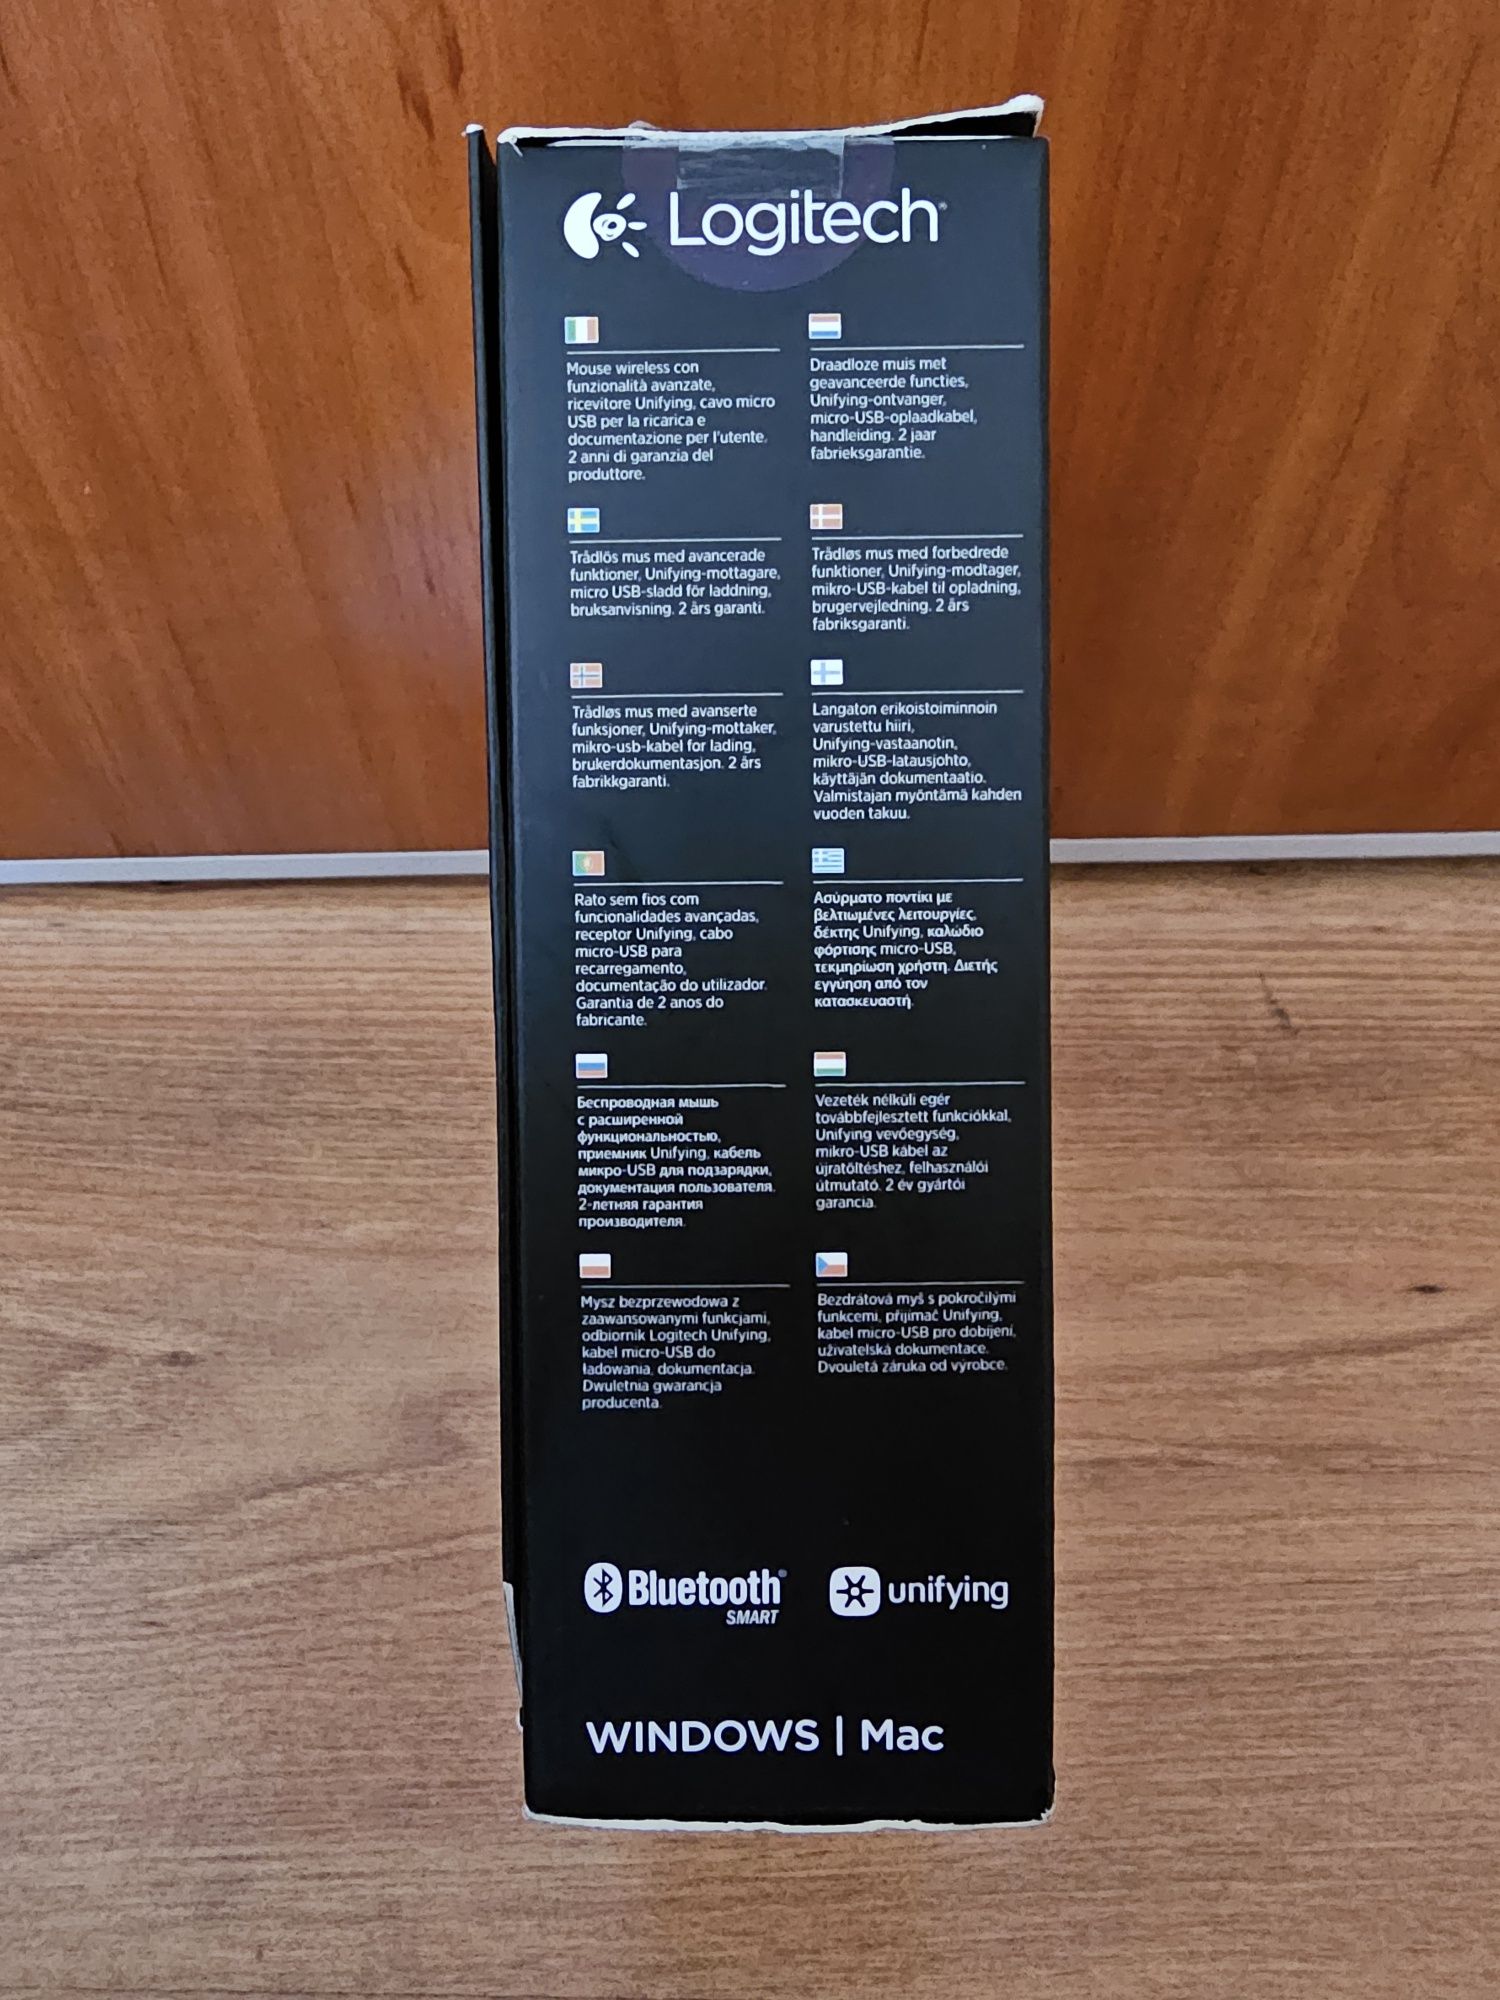 Logitech
Mouse wireless con
funzionalità avanzate,
ricevitore Unifying, cavo micro
USB per la ricarica e
documentazione per l'utente.
2 anni di garanzia del
produttore.
Draadloze muis met
geavanceerde functies,
Unifying-ontvanger,
micro-USB-oplaadkabel,
handleiding. 2 jaar
fabrieksgarantie.
Trådlös mus med avancerade
funktioner, Unifying-mottagare,
micro USB-sladd för laddning,
bruksanvisning. 2 års garanti.
Trådløs mus med forbedrede
funktioner, Unifying-modtager,
mikro-USB-kabel til opladning,
brugervejledning. 2 års
fabriksgaranti.
Trådløs mus med avanserte
funksjoner, Unifying-mottaker,
mikro-usb-kabel for lading,
brukerdokumentasjon. 2 års
fabrikkgaranti.
Langaton erikoistoiminnoin
varustettu hiiri,
Unifying-vastaanotin,
mikro-USB-latausjohto,
käyttäjän dokumentaatio.
Valmistajan myöntämä kahden
vuoden takuu.
Rato sem fios com
funcionalidades avançadas,
receptor Unifying, cabo
micro-USB para
recarregamento,
documentação do utilizador.
Garantia de 2 anos do
fabricante.
Ασύρματο ποντίκι με
βελτιωμένες λειτουργίες,
δέκτης Unifying, καλώδιο
φόρτισης micro-USB,
τεκμηρίωση χρήστη. Διετής
εγγύηση από τον
κατασκευαστή.
Беспроводная мышь
с расширенной
функциональностью,
приемник Unifying, кабель
микро-USB для подзарядки,
документация пользователя.
2-летняя гарантия
производителя.
Vezeték nélküli egér
továbbfejlesztett funkciókkal,
Unifying vevőegység,
mikro-USB kábel az
újratöltéshez, felhasználói
útmutató. 2 év gyártói
garancia.
Mysz bezprzewodowa z
zaawansowanymi funkcjami,
odbiornik Logitech Unifying,
kabel micro-USB do
ładowania, dokumentacja.
Dwuletnia gwarancja
producenta.
Bezdrátová myš s pokročilými
funkcemi, přijímač Unifying,
kabel micro-USB pro dobíjení,
uživatelská dokumentace.
Dvouletá záruka od výrobce.
Bluetooth®
SMART
unifying
WINDOWS | Mac